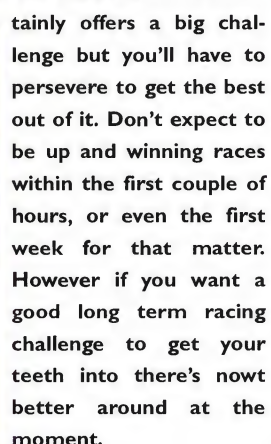 tainly offers a big chal-
lenge but you'll have to
persevere to get the best
out of it. Don't expect to
be up and winning races
within the first couple of
hours, or even the first
week for that matter.
However if you want a
good long term racing
challenge to get your
teeth into there's nowt
better around at the
moment.